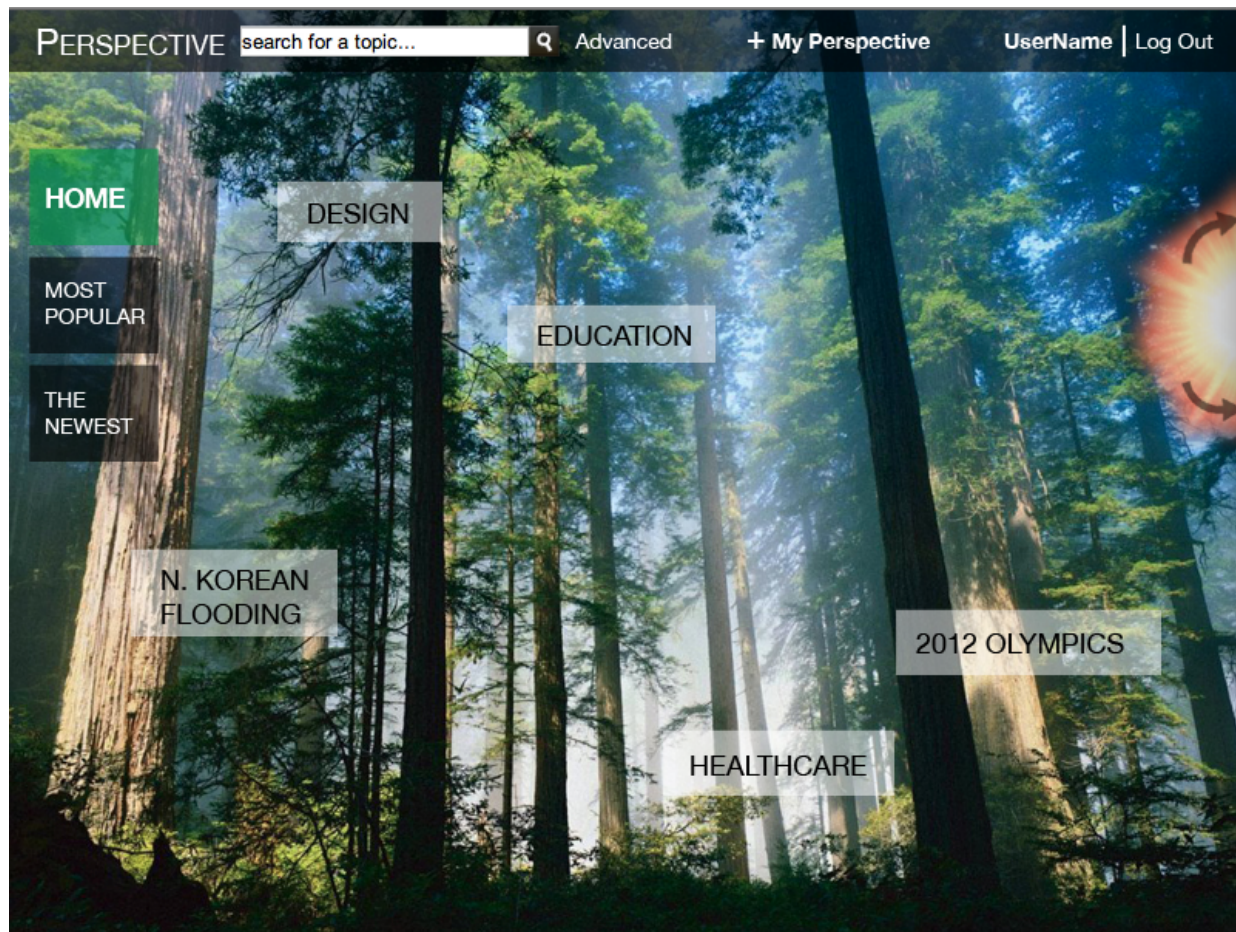 PERSPECTIVE search for a topic... Advanced + My Perspective UserName | Log Out
HOME
DESIGN
MOST
POPULAR
EDUCATION
THE
NEWEST
N. KOREAN
FLOODING
2012 OLYMPICS
HEALTHCARE